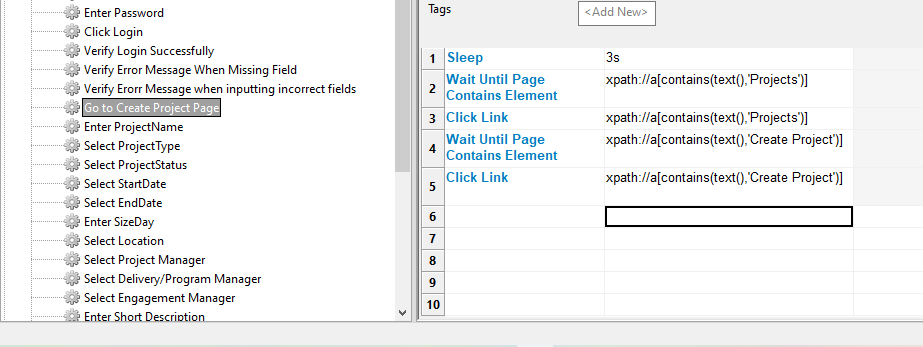 Enter Password
Click Login
Verify Login Successfully
Verify Error Message When Missing Field
Verify Erorr Message when inputting incorrect fields
Go to Create Project Page
Enter ProjectName
Select ProjectType
Select ProjectStatus
Select StartDate
Select EndDate
Enter SizeDay
Select Location
Select Project Manager
Select Delivery/Program Manager
Select Engagement Manager
Enter Short Description
Tags
<Add New>
1 Sleep 3s
2 Wait Until Page xpath://a[contains(text(),'Projects')]
Contains Element
3 Click Link xpath://a[contains(text(),'Projects')]
4 Wait Until Page xpath://a[contains(text(),'Create Project')]
Contains Element
5 Click Link xpath://a[contains(text(),'Create Project')]
6
7
8
9
10